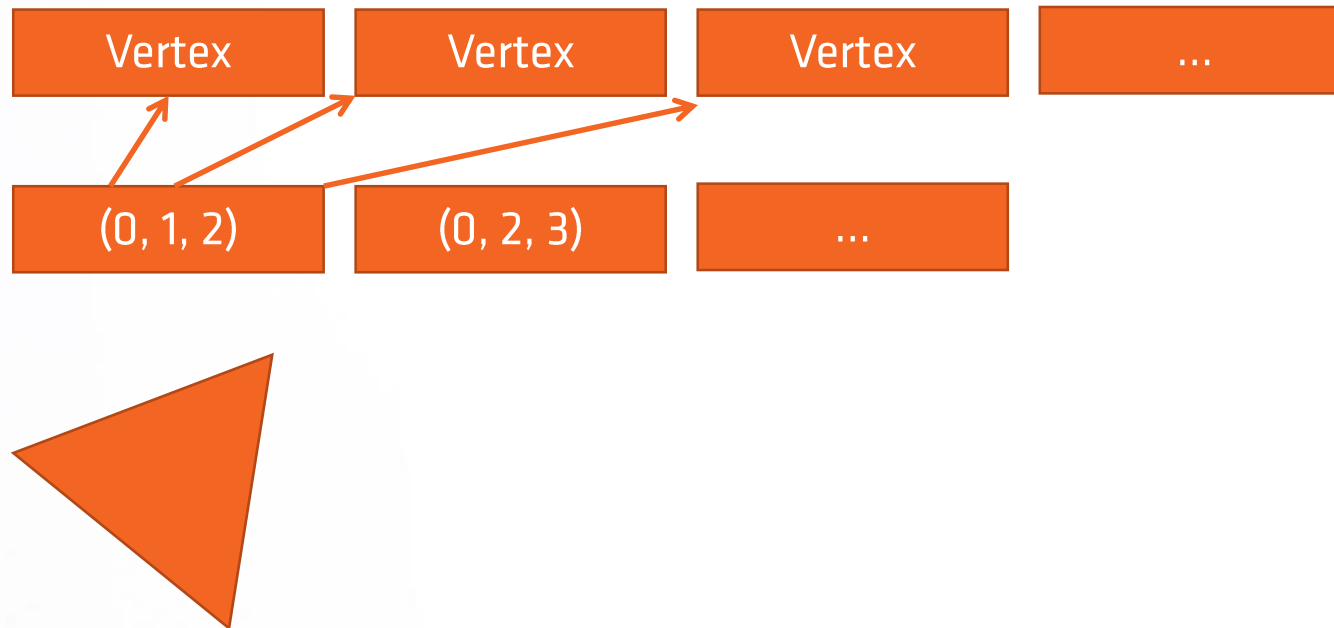 Vertex Vertex Vertex ...
(0, 1, 2) (0, 2, 3) ...